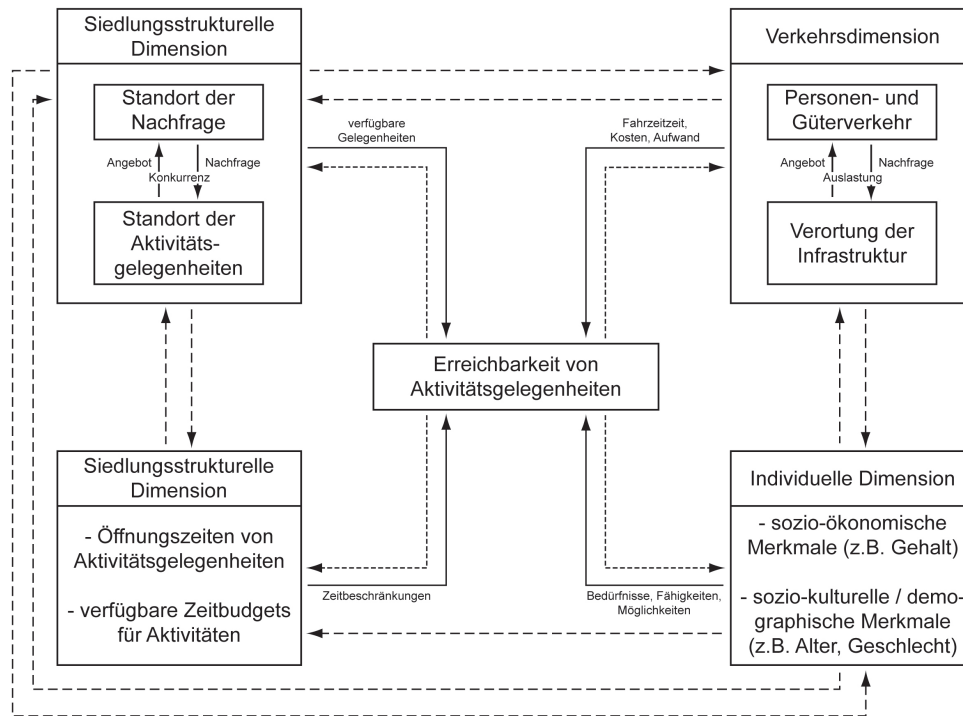 Siedlungsstrukturelle
Dimension
Standort der
Nachfrage
Angebot
Nachfrage
Konkurrenz
Standort der
Aktivitäts-
gelegenheiten
verfügbare
Gelegenheiten
Fahrzeitzeit,
Kosten, Aufwand
Verkehrsdimension
Personen- und
Güterverkehr
Angebot
Nachfrage
Auslastung
Verortung der
Infrastruktur
Erreichbarkeit von
Aktivitätsgelegenheiten
Siedlungsstrukturelle
Dimension
- Öffnungszeiten von
Aktivitätsgelegenheiten
- verfügbare Zeitbudgets
für Aktivitäten
Zeitbeschränkungen
Bedürfnisse, Fähigkeiten,
Möglichkeiten
Individuelle Dimension
- sozio-ökonomische
Merkmale (z.B. Gehalt)
- sozio-kulturelle / demo-
graphische Merkmale
(z.B. Alter, Geschlecht)